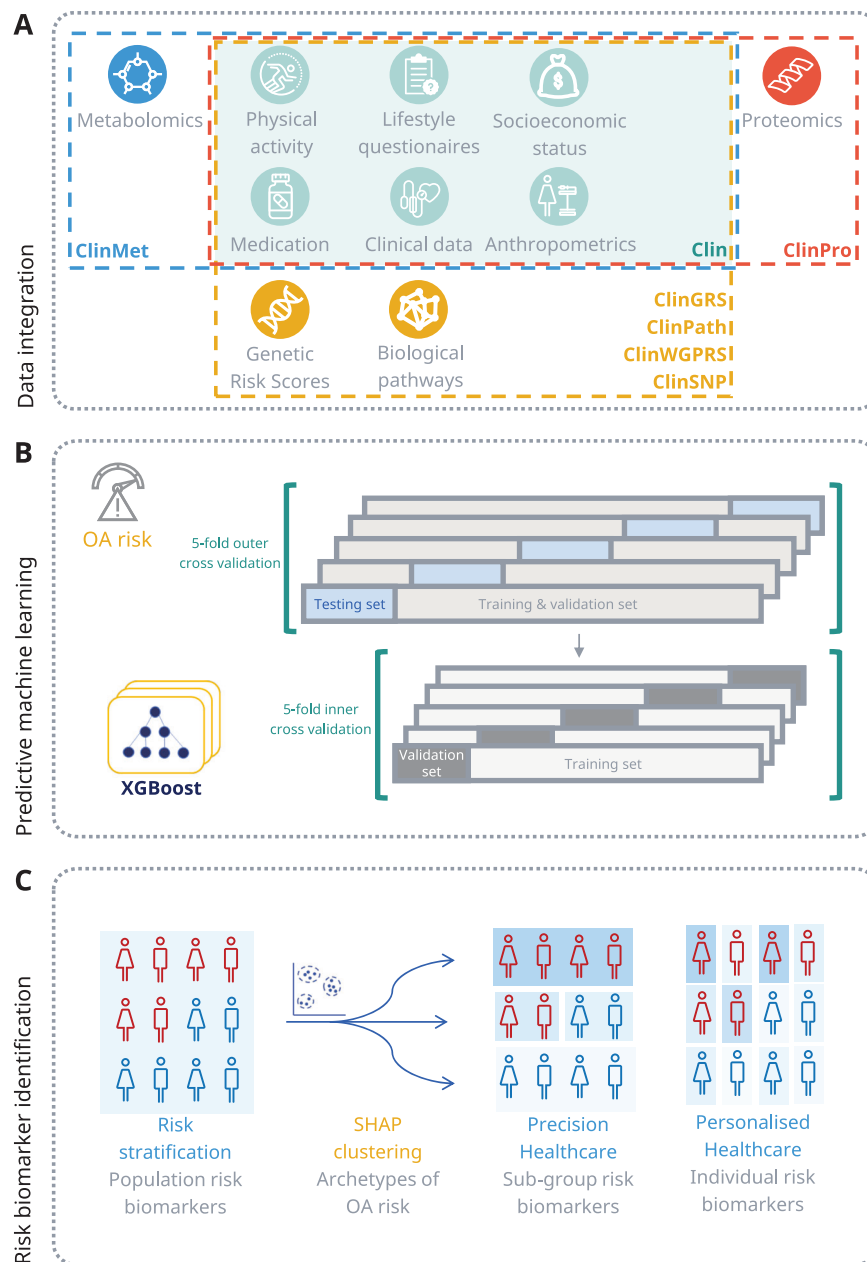 A
Data integration
Metabolomics
Physical
activity
Lifestyle
questionaires
$
Socioeconomic
status
Proteomics
?
Medication
Clinical data
Anthropometrics
ClinMet
Clin
ClinPro
Genetic
Risk Scores
Biological
pathways
ClinGRS
ClinPath
ClinWGPRS
ClinSNP
B
Predictive machine learning
OA risk
5-fold outer
cross validation
Testing set
Training & validation set
5-fold inner
cross validation
Validation
set
Training set
XGBoost
C
Risk biomarker identification
Risk
stratification
Population risk
biomarkers
SHAP
clustering
Archetypes of
OA risk
Precision
Healthcare
Sub-group risk
biomarkers
Personalised
Healthcare
Individual risk
biomarkers